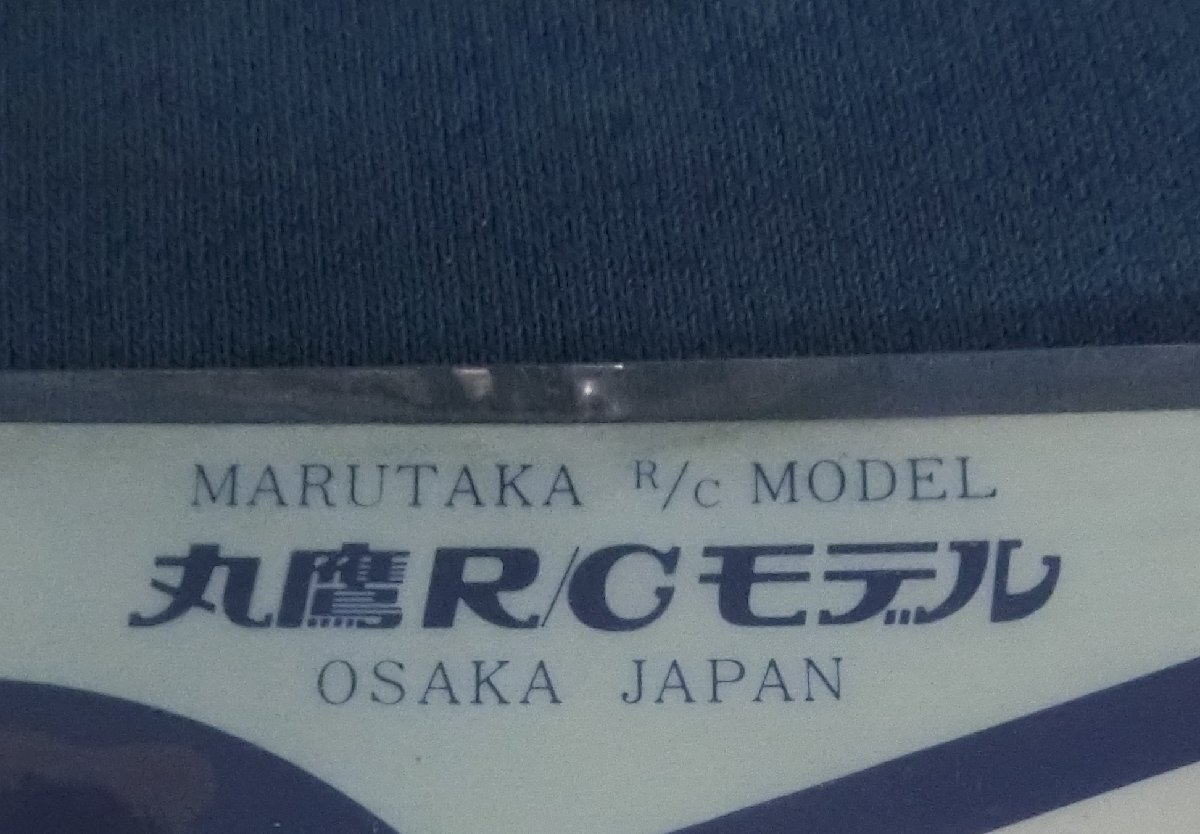 MARUTAKA R/C MODEL
丸鷹R/Cモデル
OSAKA JAPAN